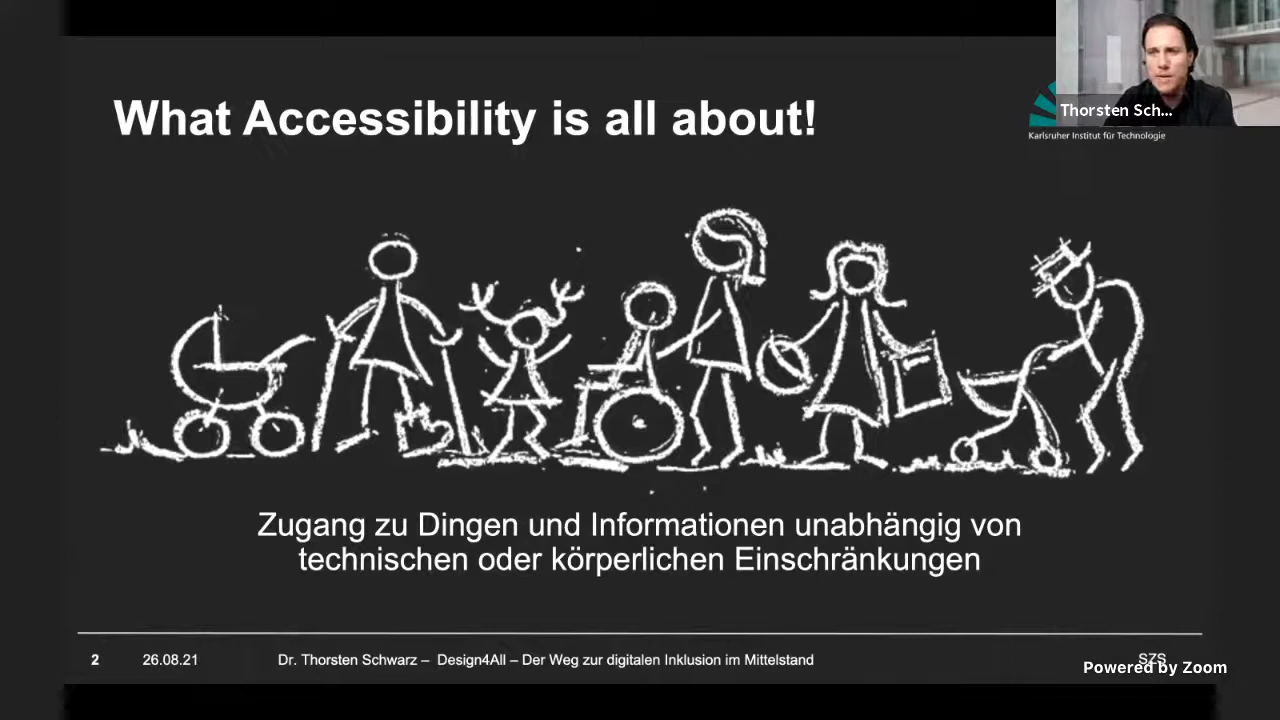 What Accessibility is all about!
Thorsten Sch...
Karlsruher Institut für Technologie
Zugang zu Dingen und Informationen unabhängig von
technischen oder körperlichen Einschränkungen
2 26.08.21 Dr. Thorsten Schwarz – Design4All – Der Weg zur digitalen Inklusion im Mittelstand SZS
Powered by Zoom